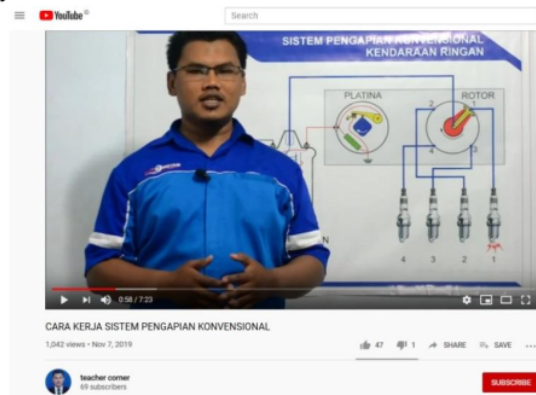 YouTube ID
Search
SISTEM PENGAPIAN KONVENSIONAL
KENDARAAN RINGAN
PLATINA
ROTOR
2 1
4 3
N
4 3 2 1
0:58 / 7:23
CARA KERJA SISTEM PENGAPIAN KONVENSIONAL
1,042 views • Nov 7, 2019
47 1 SHARE SAVE ...
teacher corner
69 subscribers
SUBSCRIBE